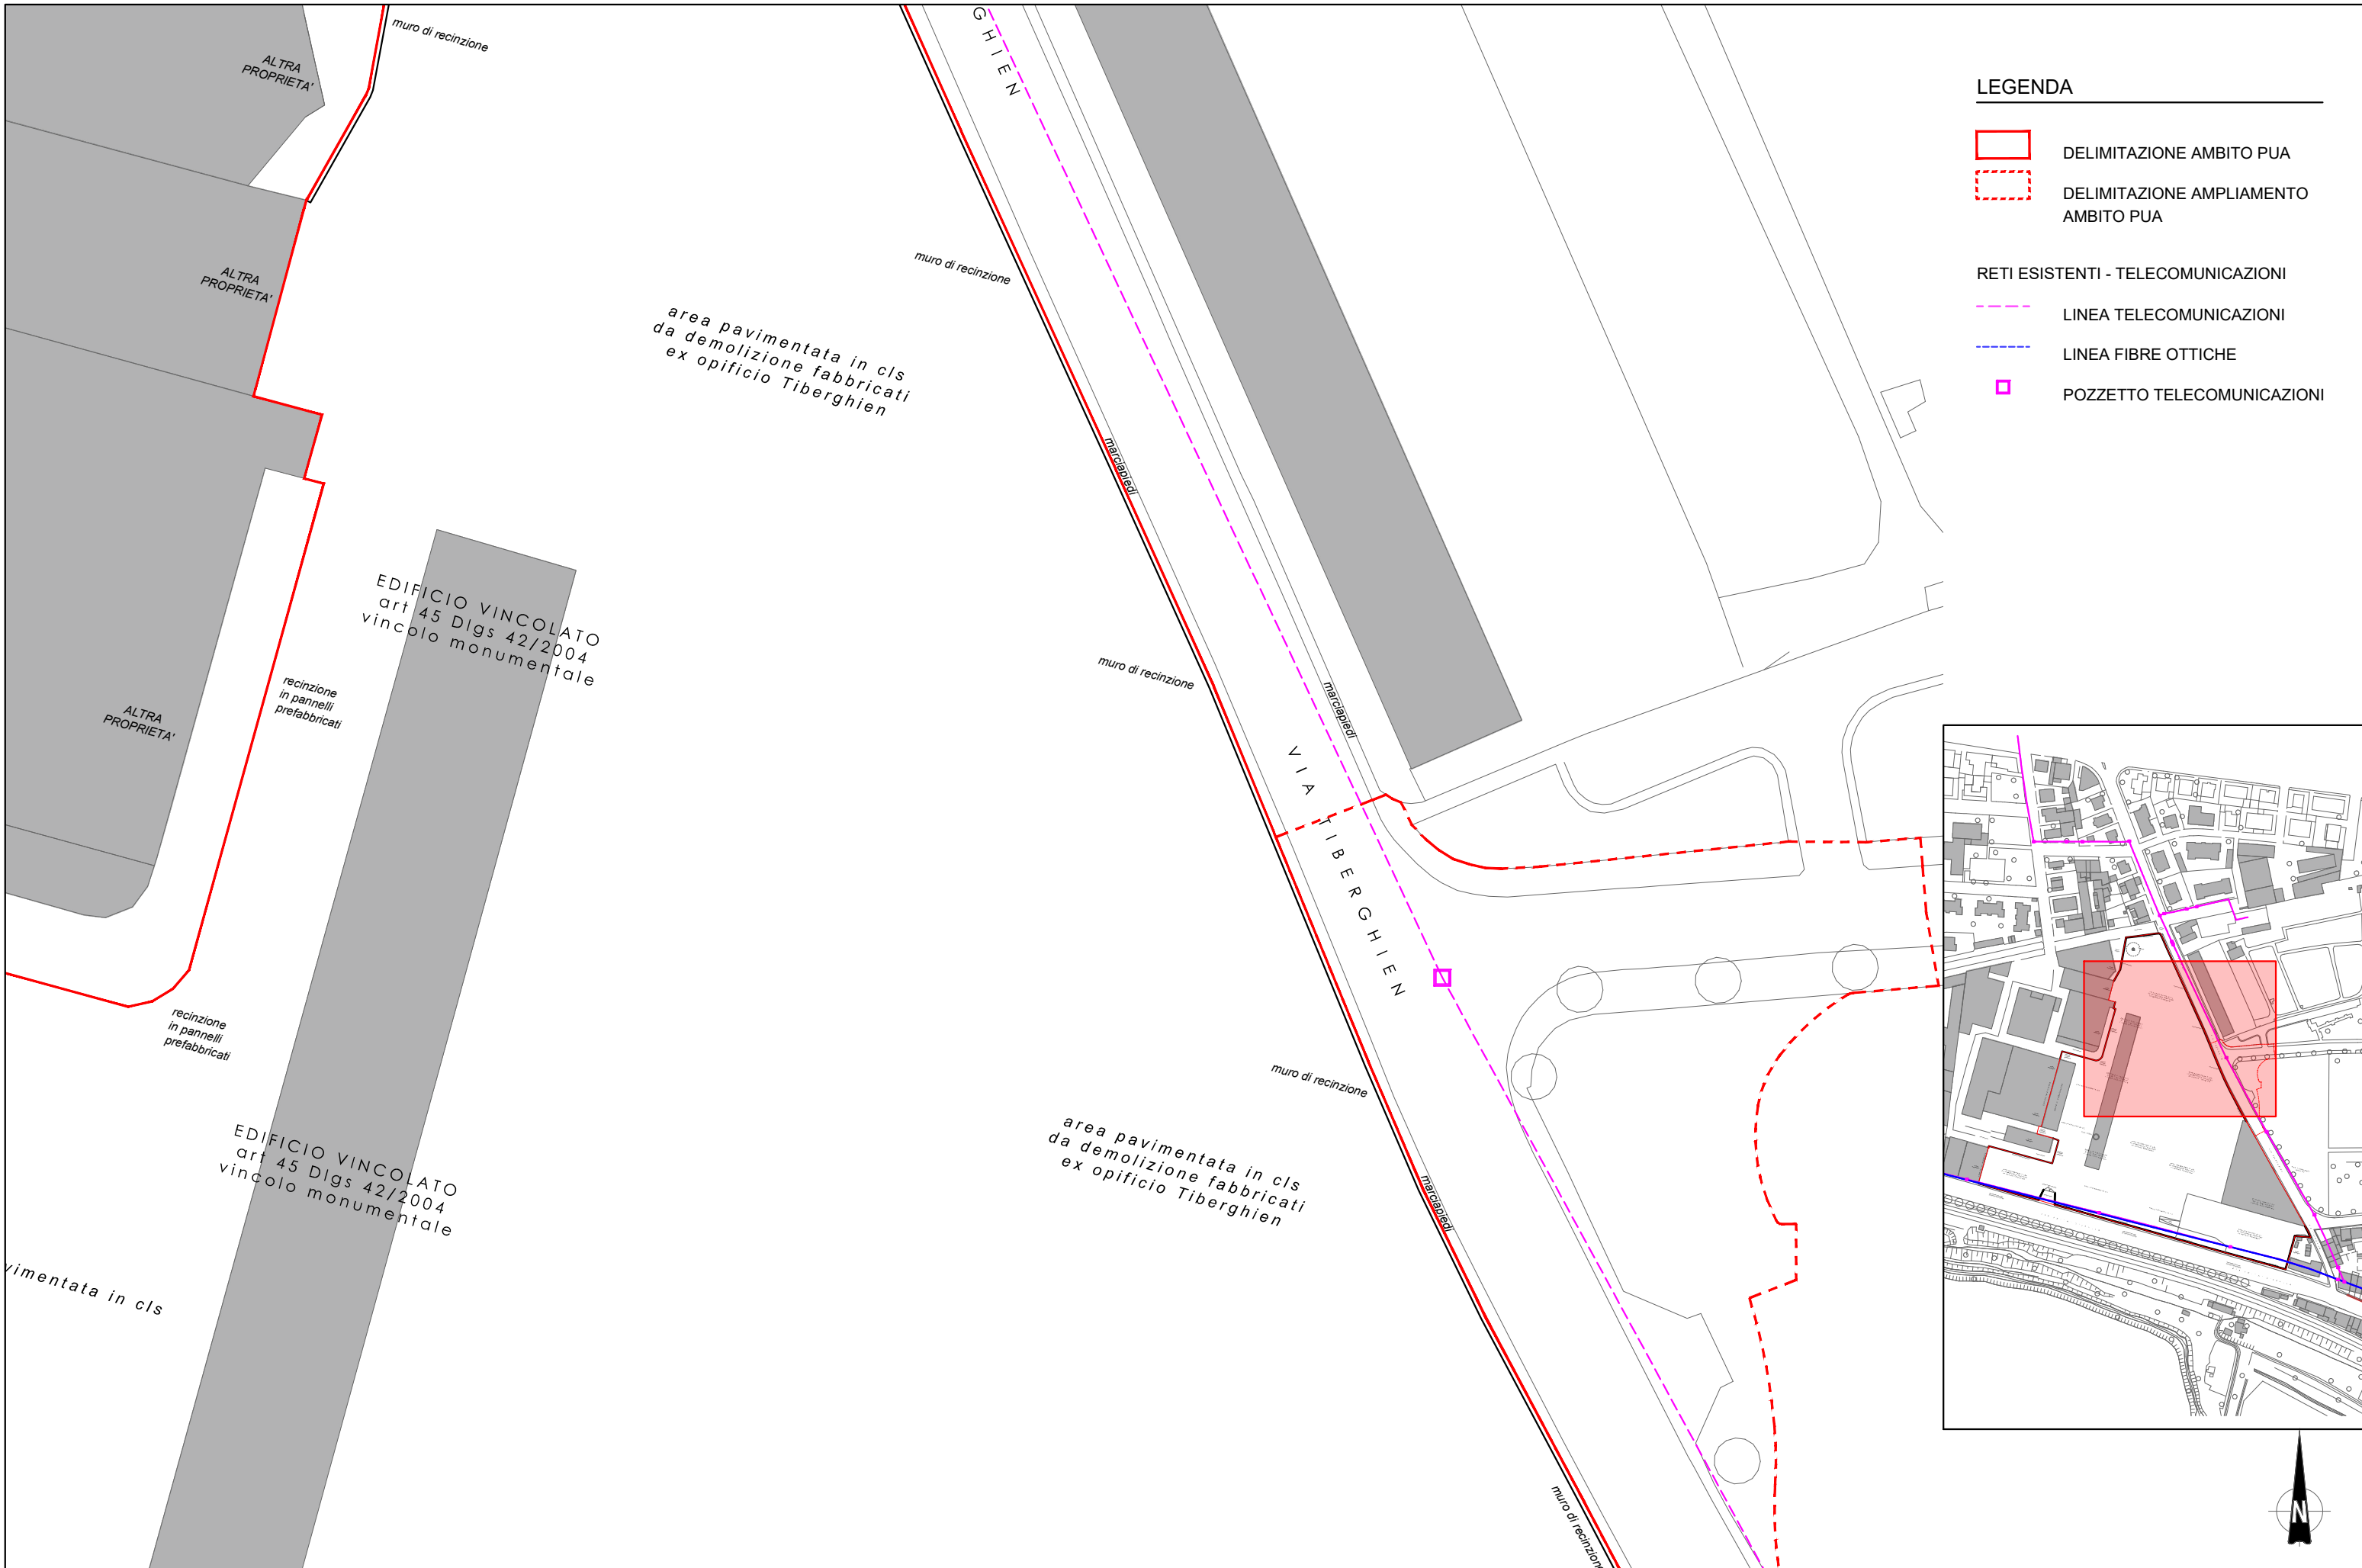 muro di recinzione
ALTRA
PROPRIETA'
GHIEN
LEGENDA
DELIMITAZIONE AMBITO PUA
DELIMITAZIONE AMPLIAMENTO
AMBITO PUA
RETI ESISTENTI - TELECOMUNICAZIONI
LINEA TELECOMUNICAZIONI
LINEA FIBRE OTTICHE
POZZETTO TELECOMUNICAZIONI
ALTRA
PROPRIETA'
muro di recinzione
area pavimentata in cls
da demolizione fabbricati
ex opificio Tiberghien
marciapiedi
EDIFICIO VINCOLATO
art 45 Dlgs 42/2004
vincolo monumentale
recinzione
in pannelli
prefabbricati
ALTRA
PROPRIETA'
muro di recinzione
marciapiedi
VIA TIBERGHIEN
recinzione
in pannelli
prefabbricati
muro di recinzione
EDIFICIO VINCOLATO
art 45 Dlgs 42/2004
vincolo monumentale
area pavimentata in cls
da demolizione fabbricati
ex opificio Tiberghien
marciapiedi
vimentata in cls
muro di recinzione
N